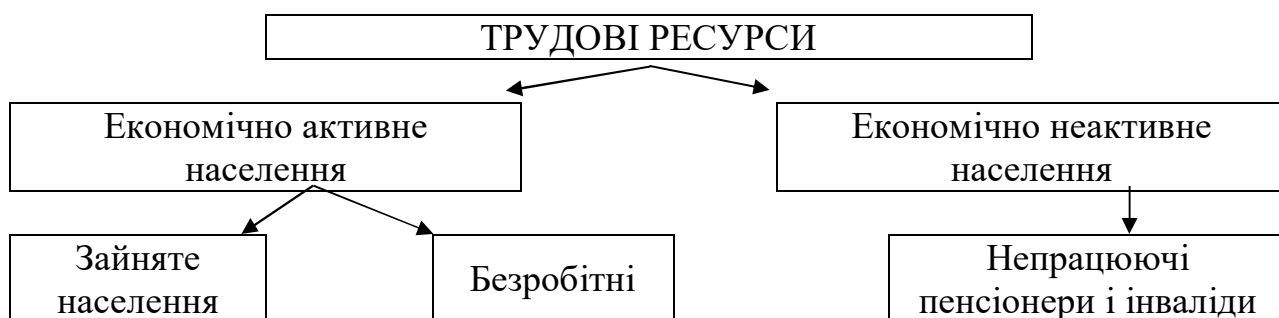 ТРУДОВІ РЕСУРСИ
Економічно активне
населення
Економічно неактивне
населення
Зайняте
населення
Безробітні
Непрацюючі
пенсіонери і інваліди